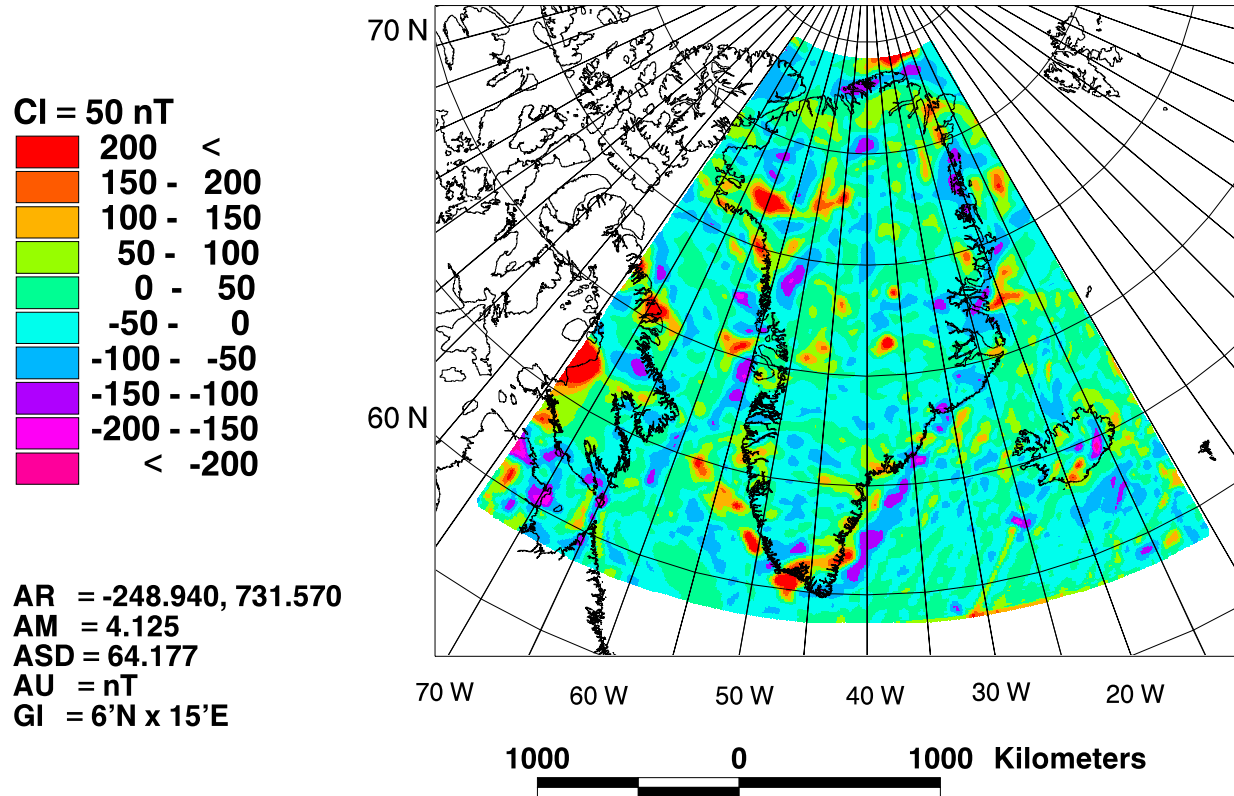 70 N
CI = 50 nT
200 <
150 - 200
100 - 150
50 - 100
0 - 50
-50 - 0
-100 - -50
-150 - -100
-200 - -150
< -200
60 N
AR = -248.940, 731.570
AM = 4.125
ASD = 64.177
AU = nT
GI = 6'N x 15'E
70 W 60 W 50 W 40 W 30 W 20 W
1000 0 1000 Kilometers